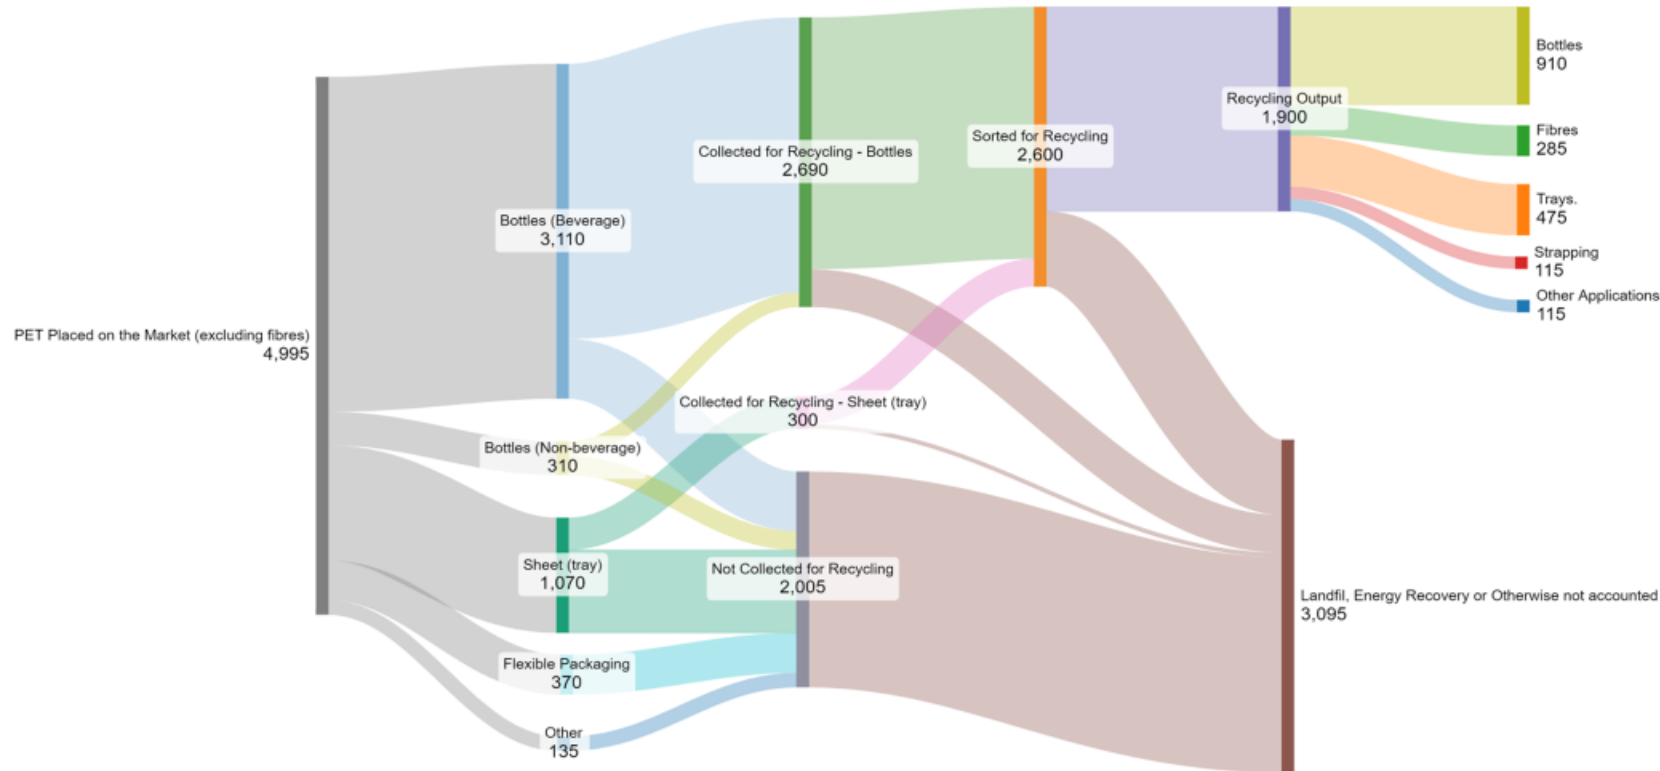 PET Placed on the Market (excluding fibres)
4,995
Bottles (Beverage)
3,110
Bottles (Non-beverage)
310
Sheet (tray)
1,070
Flexible Packaging
370
Other
135
Collected for Recycling - Bottles
2,690
Collected for Recycling - Sheet (tray)
300
Not Collected for Recycling
2,005
Sorted for Recycling
2,600
Recycling Output
1,900
Landfil, Energy Recovery or Otherwise not accounted
3,095
Bottles
910
Fibres
285
Trays.
475
Strapping
115
Other Applications
115